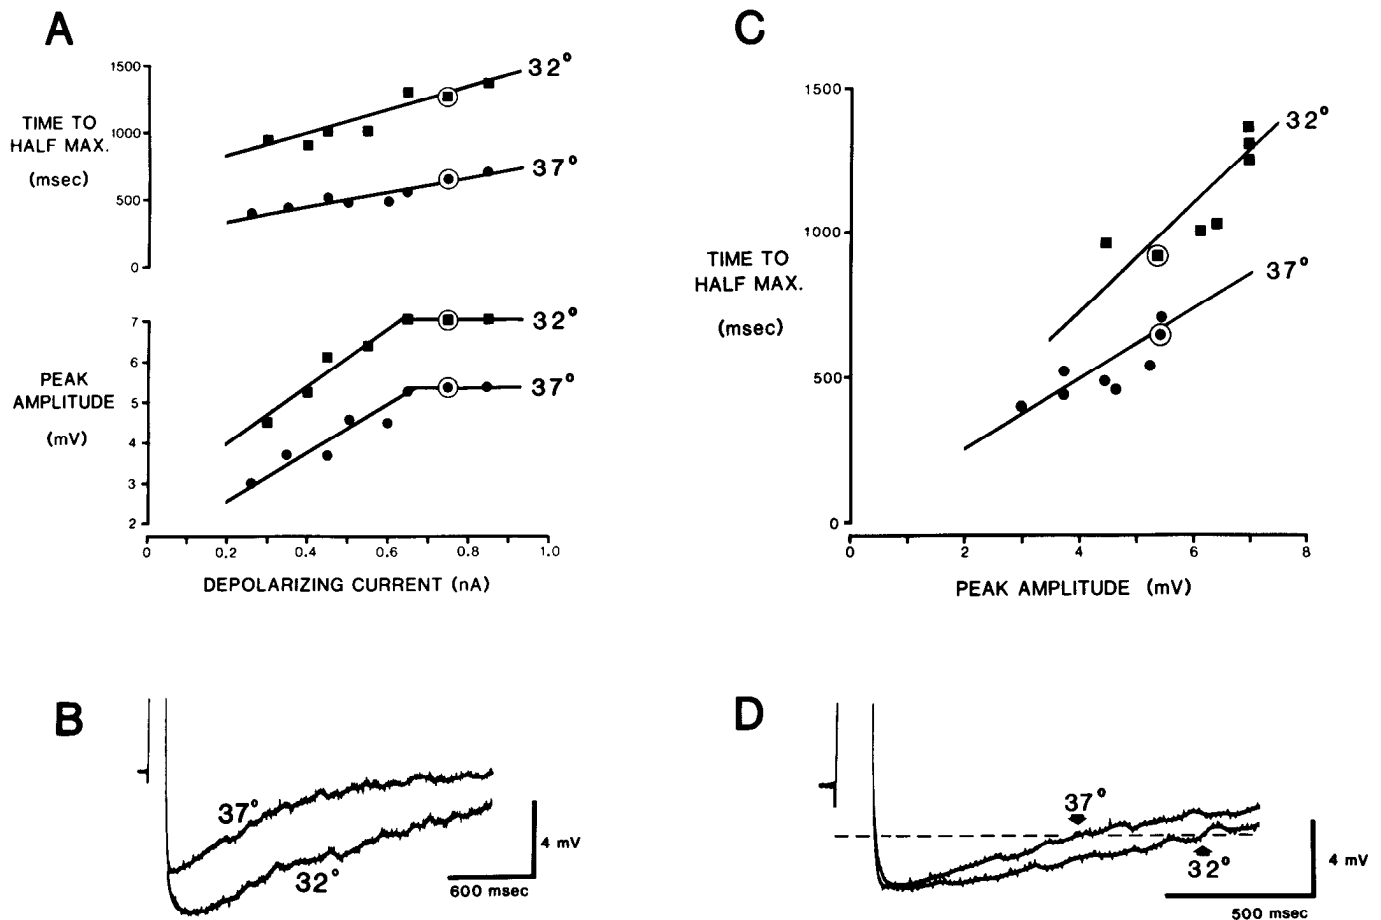 A
1500
1000
500
0
TIME TO
HALF MAX.
(msec)
32°
37°
7
6
5
4
3
2
PEAK
AMPLITUDE
(mV)
32°
37°
0
0.2
0.4
0.6
0.8
1.0
DEPOLARIZING CURRENT (nA)
C
1500
1000
500
0
TIME TO
HALF MAX.
(msec)
32°
37°
0
2
4
6
8
PEAK AMPLITUDE (mV)
B
37°
32°
4 mV
600 msec
D
37°
32°
4 mV
500 msec